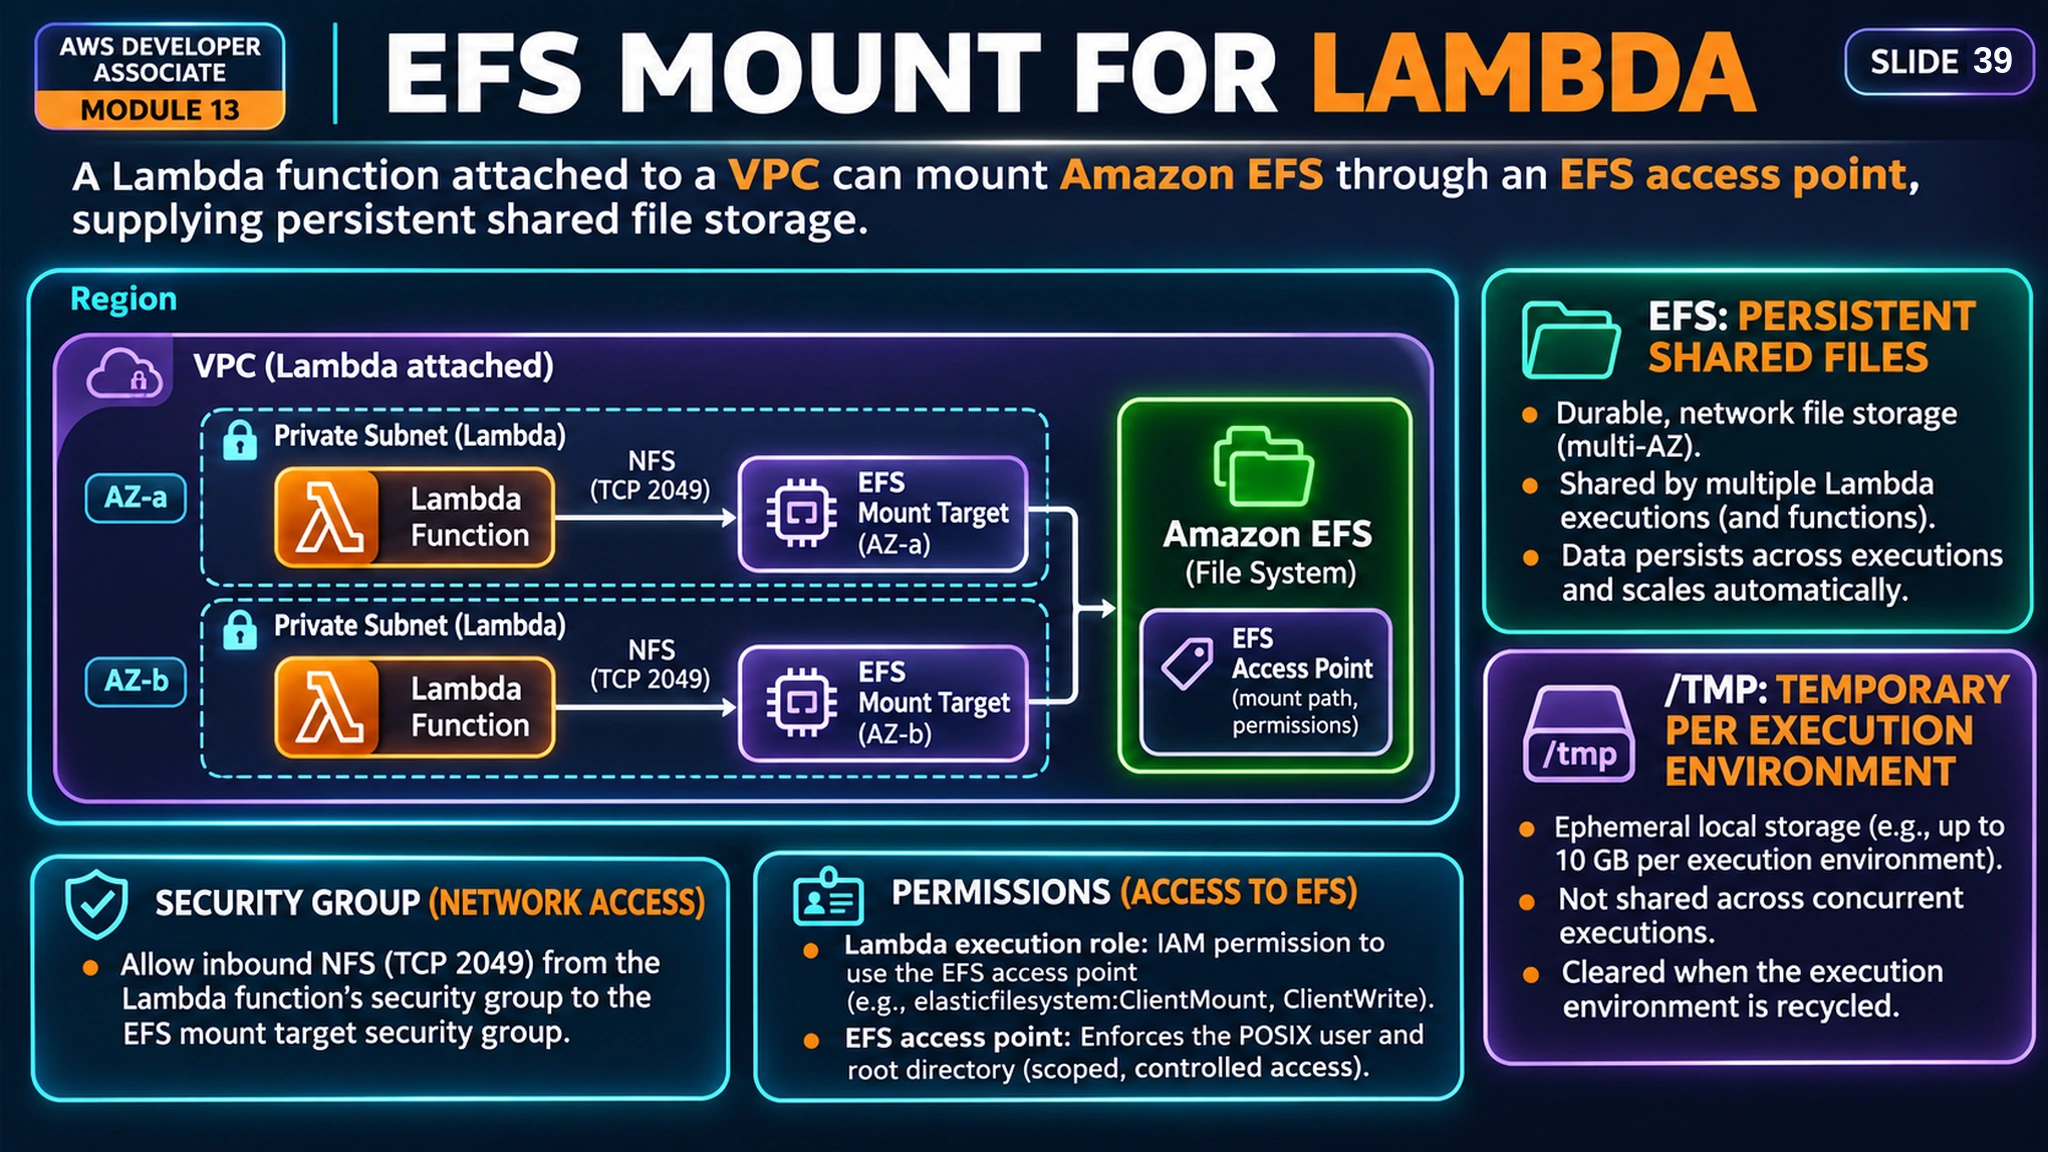 AWS DEVELOPER
ASSOCIATE
MODULE 13
EFS MOUNT FOR LAMBDA
SLIDE 39
A Lambda function attached to a VPC can mount Amazon EFS through an EFS access point,
supplying persistent shared file storage.
Region
VPC (Lambda attached)
AZ-a
Private Subnet (Lambda)
Lambda
Function
NFS
(TCP 2049)
EFS
Mount Target
(AZ-a)
AZ-b
Private Subnet (Lambda)
Lambda
Function
NFS
(TCP 2049)
EFS
Mount Target
(AZ-b)
Amazon EFS
(File System)
EFS
Access Point
(mount path,
permissions)
EFS: PERSISTENT
SHARED FILES
Durable, network file storage
(multi-AZ).
Shared by multiple Lambda
executions (and functions).
Data persists across executions
and scales automatically.
/TMP: TEMPORARY
PER EXECUTION
ENVIRONMENT
/tmp
Ephemeral local storage (e.g., up to
10 GB per execution environment).
Not shared across concurrent
executions.
Cleared when the execution
environment is recycled.
SECURITY GROUP (NETWORK ACCESS)
Allow inbound NFS (TCP 2049) from the
Lambda function's security group to the
EFS mount target security group.
PERMISSIONS (ACCESS TO EFS)
Lambda execution role: IAM permission to
use the EFS access point
(e.g., elasticfilesystem:ClientMount, ClientWrite).
EFS access point: Enforces the POSIX user and
root directory (scoped, controlled access).